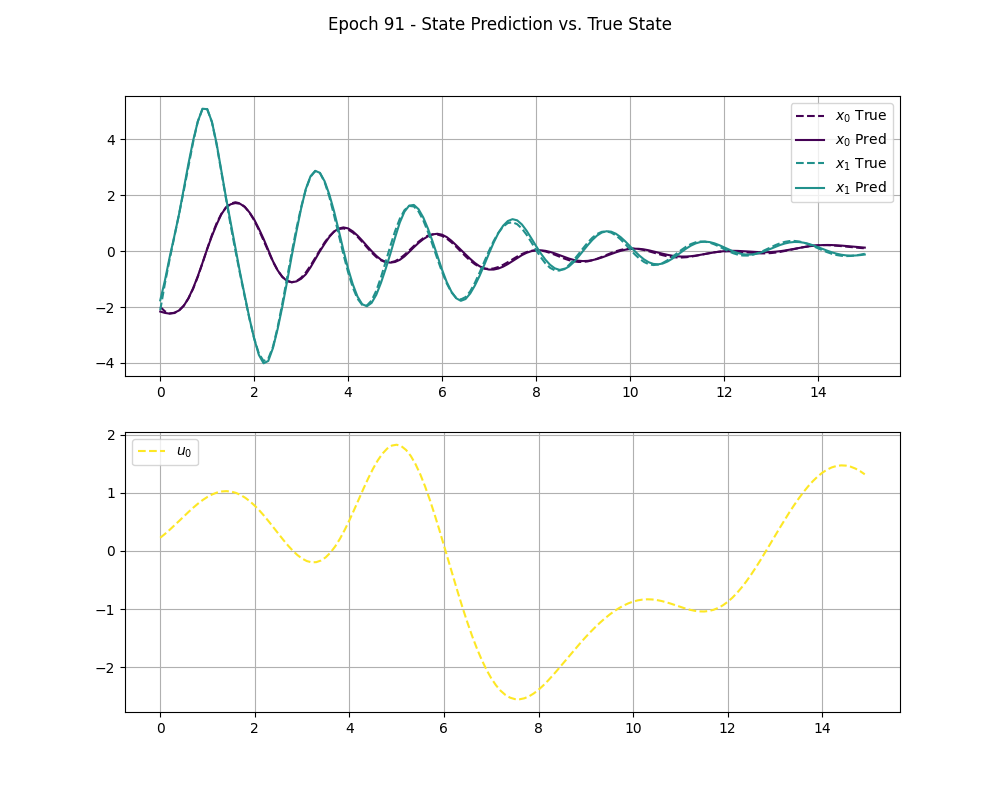 Epoch 91 - State Prediction vs. True State
4
2
0
−2
−4
x₀ True
x₀ Pred
x₁ True
x₁ Pred
0 2 4 6 8 10 12 14
2
1
0
−1
−2
u₀
0 2 4 6 8 10 12 14